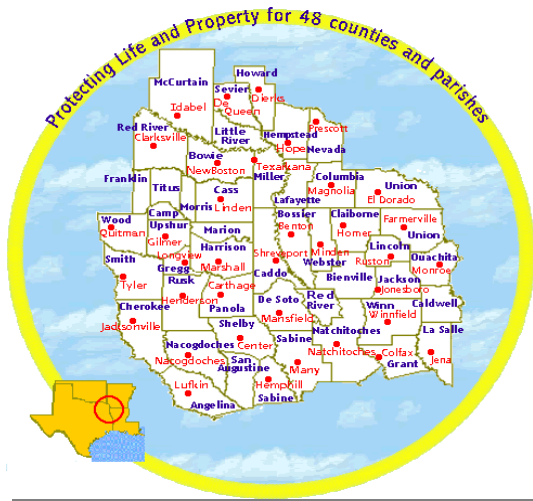 Protecting Life and Property for 48 counties and parishes
Howard
McCurtain
Sevier
De Queen
Dierks
Idabel
Red River
Clarksville
Little River
Hempstead
Hope
Prescott
Nevada
Bowie
NewBoston
Texarkana
Miller
Columbia
Magnolia
Union
El Dorado
Franklin
Titus
Cass
Linden
Morris
Lafayette
Wood
Quitman
Camp
Upshur
Gilmer
Marion
Bossier
Benton
Claiborne
Homer
Farmerville
Union
Harrison
Marshall
Longview
Gregg
Smith
Tyler
Shreveport
Caddo
Minden
Webster
Lincoln
Ruston
Ouachita
Monroe
Bienville
Jackson
Jonesboro
Rusk
Henderson
Carthage
Panola
De Soto
Mansfield
Red River
Winn
Winnfield
Caldwell
Cherokee
Jacksonville
Shelby
Center
Sabine
Many
Natchitoches
Natchitoches
Colfax
Grant
La Salle
Jena
Nacogdoches
Nacogdoches
San Augustine
Lufkin
Angelina
Hemphill
Sabine